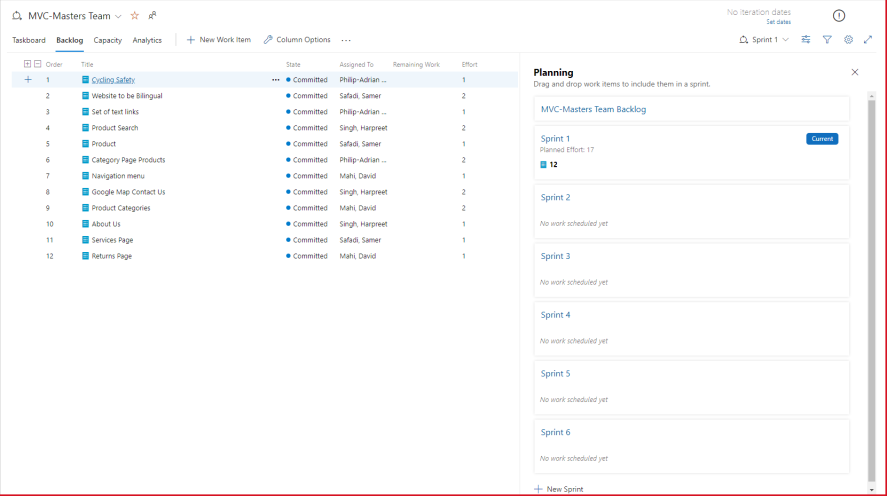 MVC-Masters Team
No iteration dates
Set dates
Taskboard Backlog Capacity Analytics + New Work Item Column Options ... Sprint 1
Order Title State Assigned To Remaining Work Effort
1 Cycling Safety ... Committed Philip-Adrian ... 1
2 Website to be Bilingual Committed Safadi, Samer 2
3 Set of text links Committed Philip-Adrian ... 1
4 Product Search Committed Singh, Harpreet 2
5 Product Committed Safadi, Samer 1
6 Category Page Products Committed Philip-Adrian ... 2
7 Navigation menu Committed Mahi, David 1
8 Google Map Contact Us Committed Singh, Harpreet 2
9 Product Categories Committed Mahi, David 2
10 About Us Committed Singh, Harpreet 1
11 Services Page Committed Safadi, Samer 1
12 Returns Page Committed Mahi, David 1
Planning
Drag and drop work items to include them in a sprint.
MVC-Masters Team Backlog
Sprint 1 Current
Planned Effort: 17
12
Sprint 2
No work scheduled yet
Sprint 3
No work scheduled yet
Sprint 4
No work scheduled yet
Sprint 5
No work scheduled yet
Sprint 6
No work scheduled yet
+ New Sprint